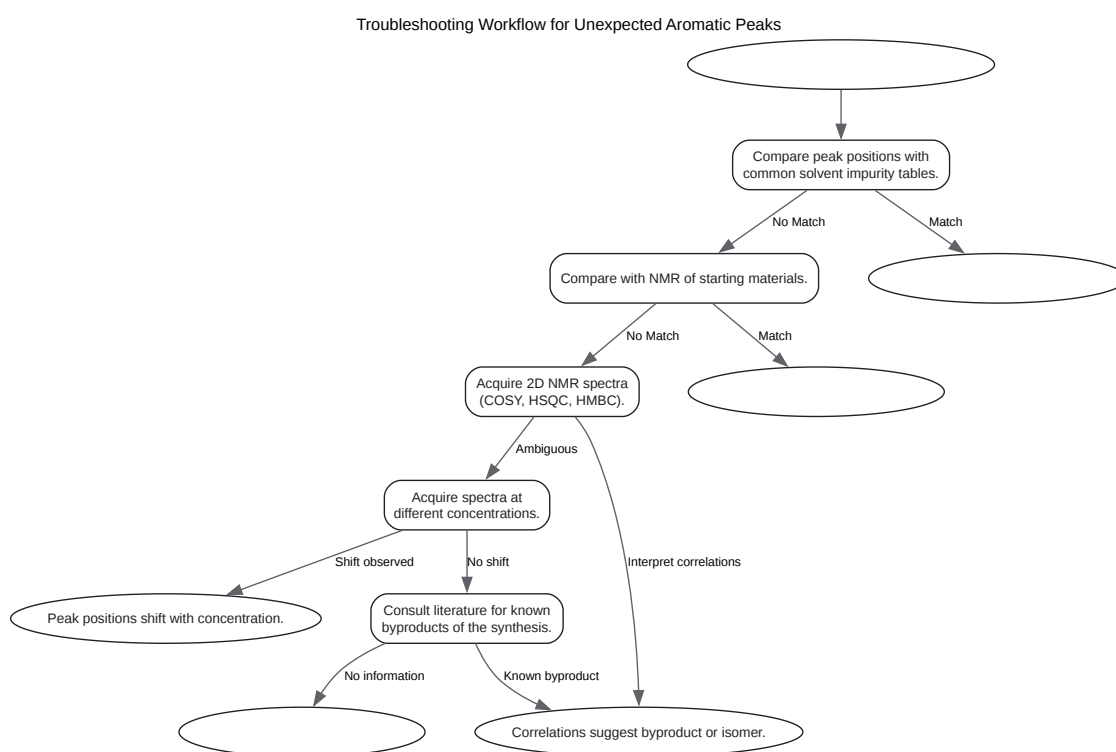 Troubleshooting Workflow for Unexpected Aromatic Peaks
Compare peak positions with
common solvent impurity tables.
No Match
Match
Compare with NMR of starting materials.
No Match
Match
Acquire 2D NMR spectra
(COSY, HSQC, HMBC).
Ambiguous
Acquire spectra at
different concentrations.
Shift observed
No shift
Interpret correlations
Peak positions shift with concentration.
Consult literature for known
byproducts of the synthesis.
No information
Known byproduct
Correlations suggest byproduct or isomer.